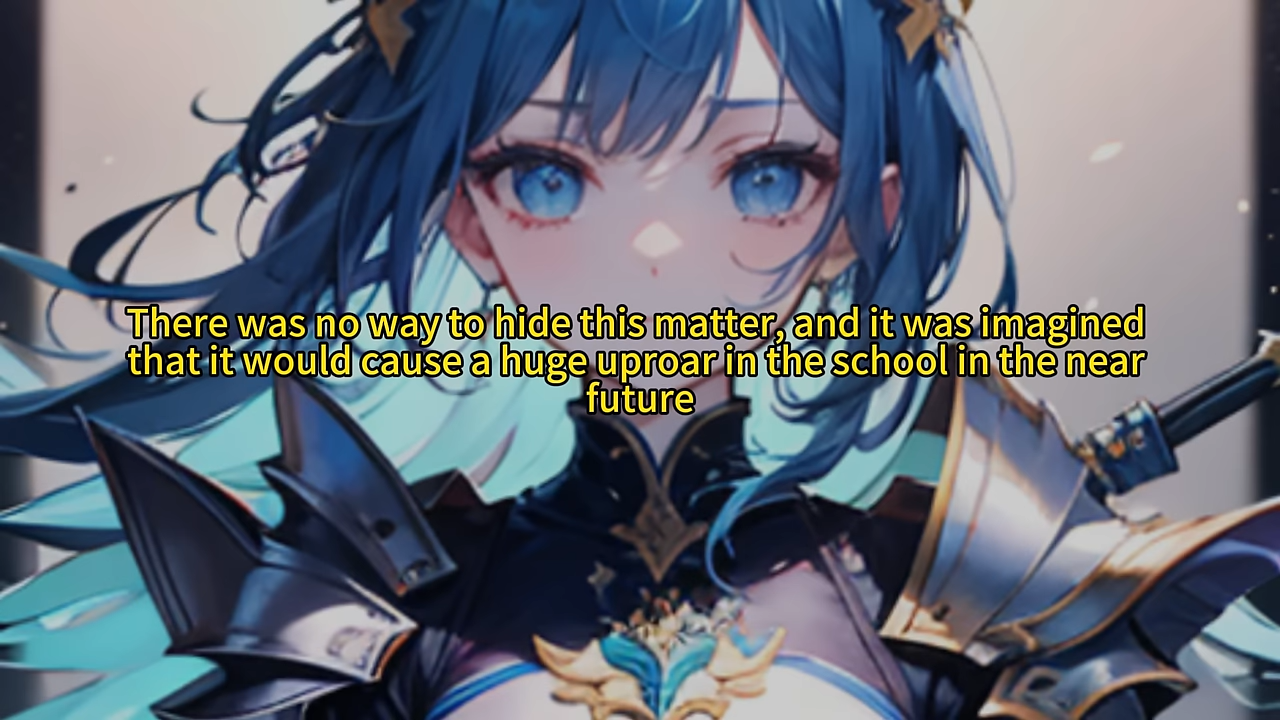 There was no way to hide this matter, and it was imagined
that it would cause a huge uproar in the school in the near
future